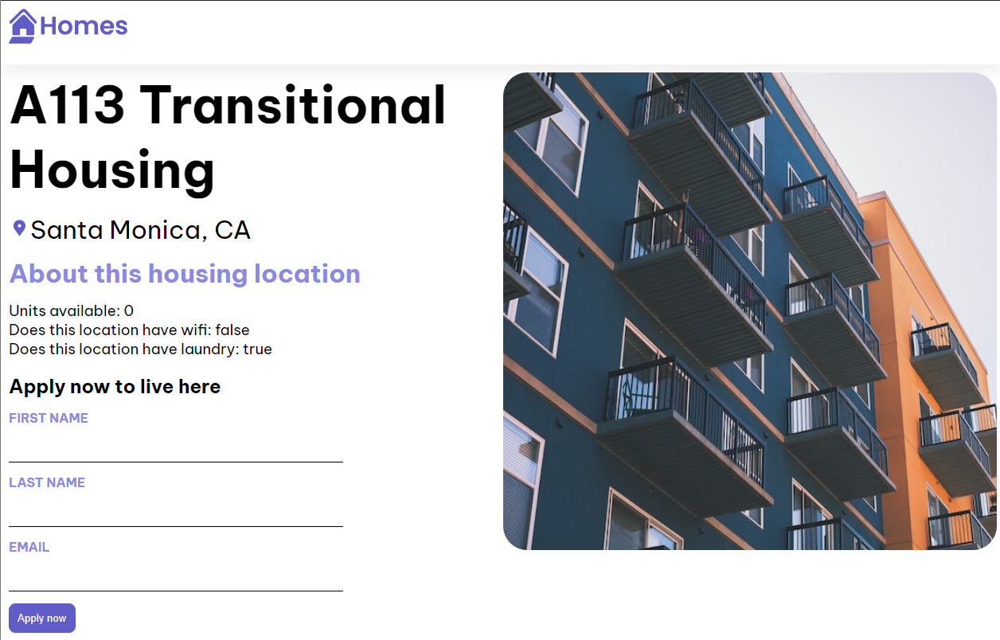 Homes
A113 Transitional
Housing
Santa Monica, CA
About this housing location
Units available: 0
Does this location have wifi: false
Does this location have laundry: true
Apply now to live here
FIRST NAME
LAST NAME
EMAIL
Apply now